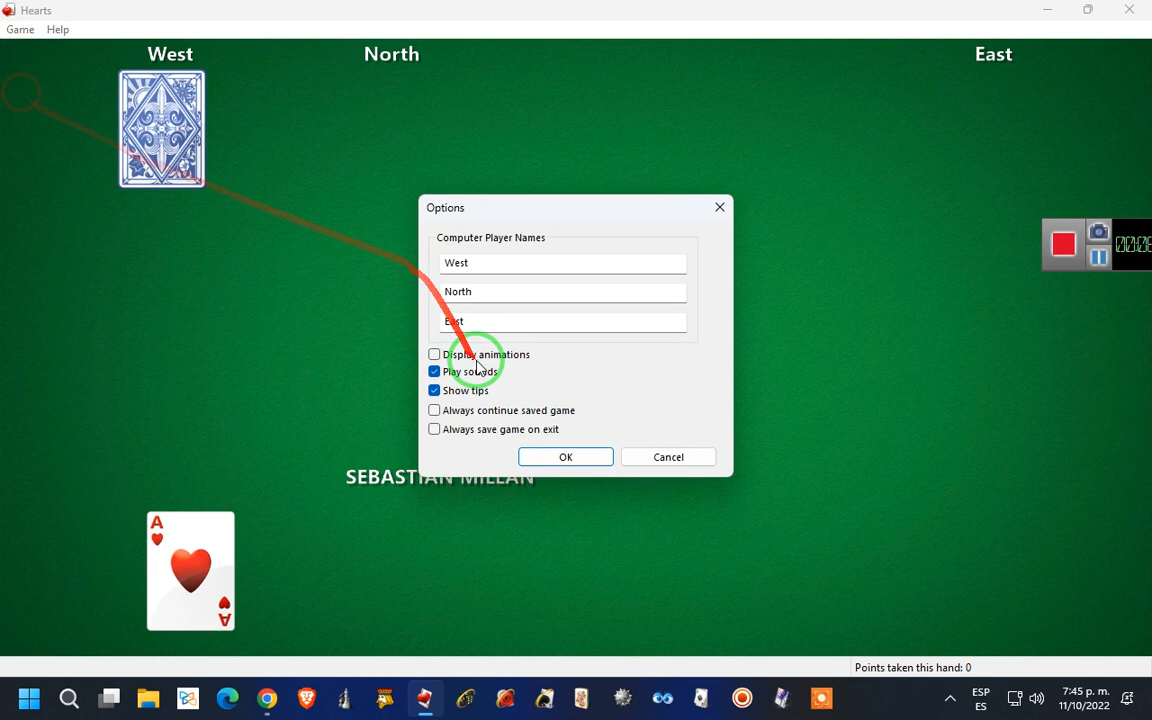 Hearts
Game Help
West North East
Options
Computer Player Names
West
North
East
Display animations
Play sounds
Show tips
Always continue saved game
Always save game on exit
OK Cancel
SEBASTIAN MILLAN
A
A
Points taken this hand: 0
ESP
ES
7:45 p. m.
11/10/2022